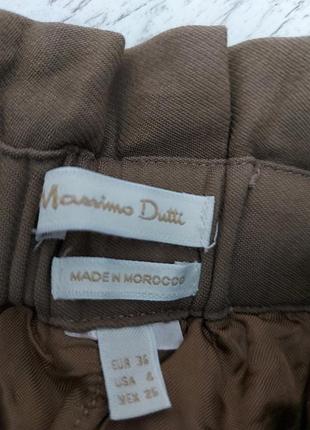 Massimo Dutti
MADE IN MOROCCO
EUR 36
USA 4
MEX 26